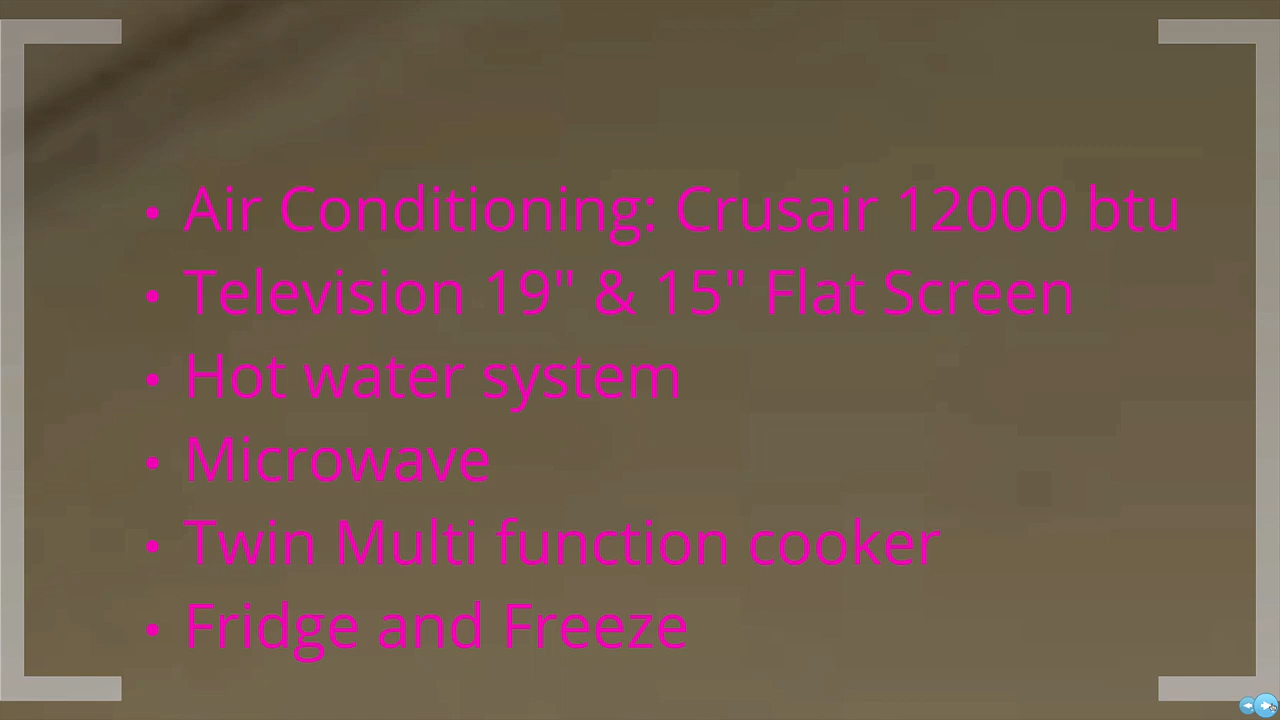 • Air Conditioning: Crusair 12000 btu
• Television 19" & 15" Flat Screen
• Hot water system
• Microwave
• Twin Multi function cooker
• Fridge and Freeze